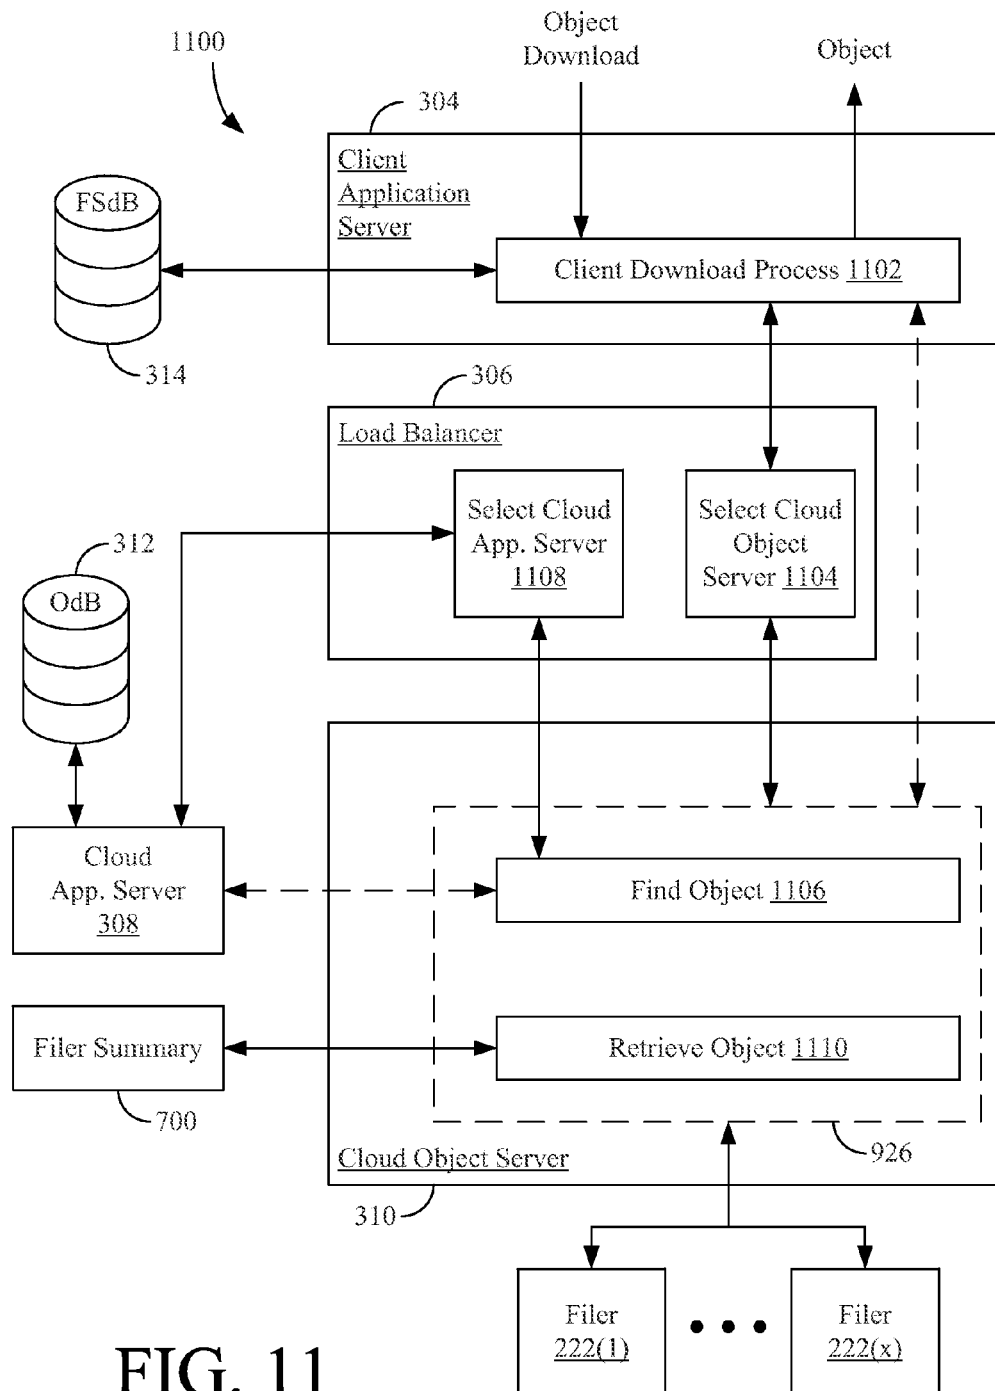 1100
Object
Download
Object
304
Client
Application
Server
FSdB
Client Download Process 1102
314
306
Load Balancer
Select Cloud
App. Server
1108
Select Cloud
Object
Server 1104
312
OdB
Cloud
App. Server
308
Find Object 1106
Filer Summary
Retrieve Object 1110
700
926
Cloud Object Server
310
Filer
222(1)
Filer
222(x)
FIG. 11